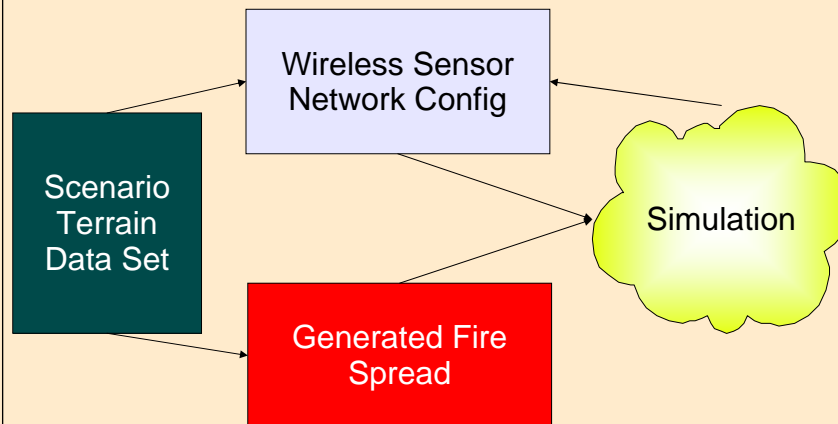 Wireless Sensor
Network Config
Scenario
Terrain
Data Set
Simulation
Generated Fire
Spread